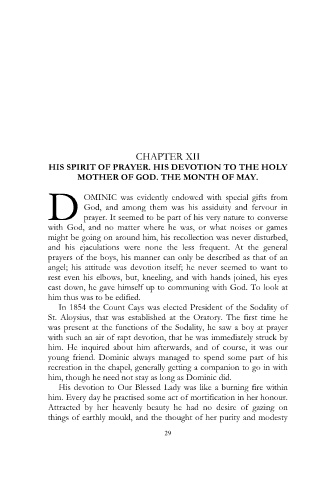 CHAPTER XII
HIS SPIRIT OF PRAYER. HIS DEVOTION TO THE HOLY
MOTHER OF GOD. THE MONTH OF MAY.
DOMINIC was evidently endowed with special gifts from
God, and among them was his assiduity and fervour in
prayer. It seemed to be part of his very nature to converse
with God, and no matter where he was, or what noises or games
might be going on around him, his recollection was never disturbed,
and his ejaculations were none the less frequent. At the general
prayers of the boys, his manner can only be described as that of an
angel; his attitude was devotion itself; he never seemed to want to
rest even his elbows, but, kneeling, and with hands joined, his eyes
cast down, he gave himself up to communing with God. To look at
him thus was to be edified.
In 1854 the Count Cays was elected President of the Sodality of
St. Aloysius, that was established at the Oratory. The first time he
was present at the functions of the Sodality, he saw a boy at prayer
with such an air of rapt devotion, that he was immediately struck by
him. He inquired about him afterwards, and of course, it was our
young friend. Dominic always managed to spend some part of his
recreation in the chapel, generally getting a companion to go in with
him, though he need not stay as long as Dominic did.
His devotion to Our Blessed Lady was like a burning fire within
him. Every day he practised some act of mortification in her honour.
Attracted by her heavenly beauty he had no desire of gazing on
things of earthly mould, and the thought of her purity and modesty
29